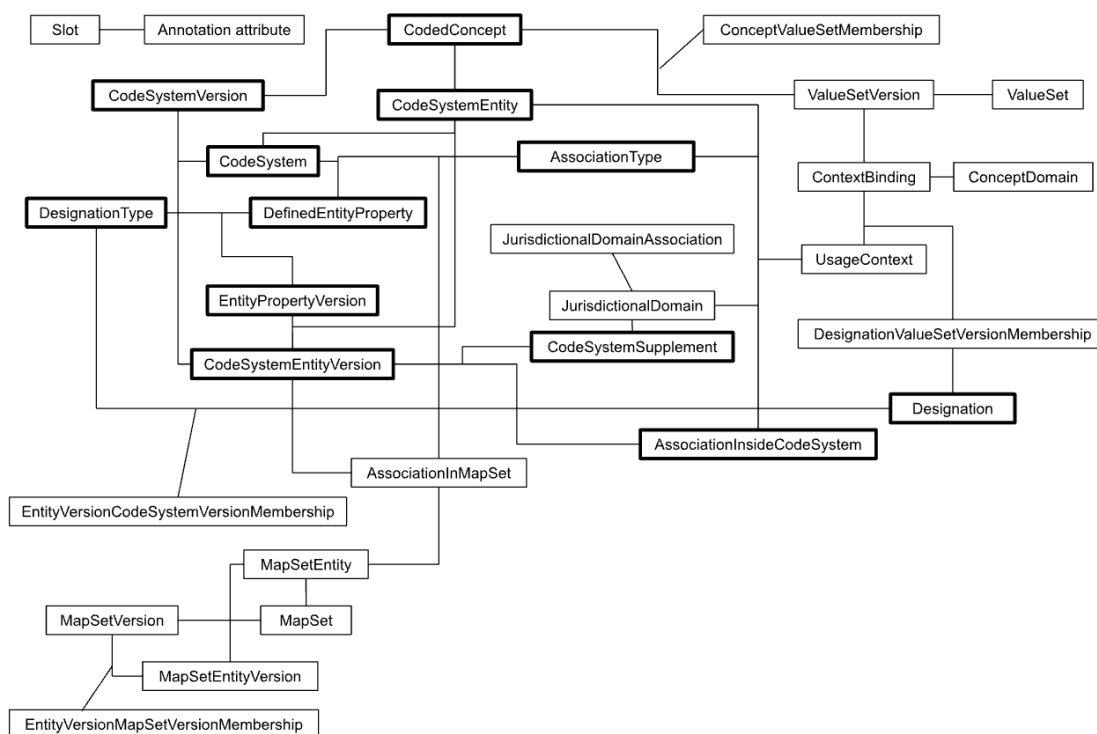 Slot
Annotation attribute
CodedConcept
ConceptValueSetMembership
CodeSystemVersion
CodeSystemEntity
ValueSetVersion
ValueSet
CodeSystem
AssociationType
ContextBinding
ConceptDomain
DesignationType
DefinedEntityProperty
JurisdictionalDomainAssociation
UsageContext
EntityPropertyVersion
JurisdictionalDomain
DesignationValueSetVersionMembership
CodeSystemSupplement
CodeSystemEntityVersion
Designation
AssociationInsideCodeSystem
AssociationInMapSet
EntityVersionCodeSystemVersionMembership
MapSetEntity
MapSetVersion
MapSet
MapSetEntityVersion
EntityVersionMapSetVersionMembership